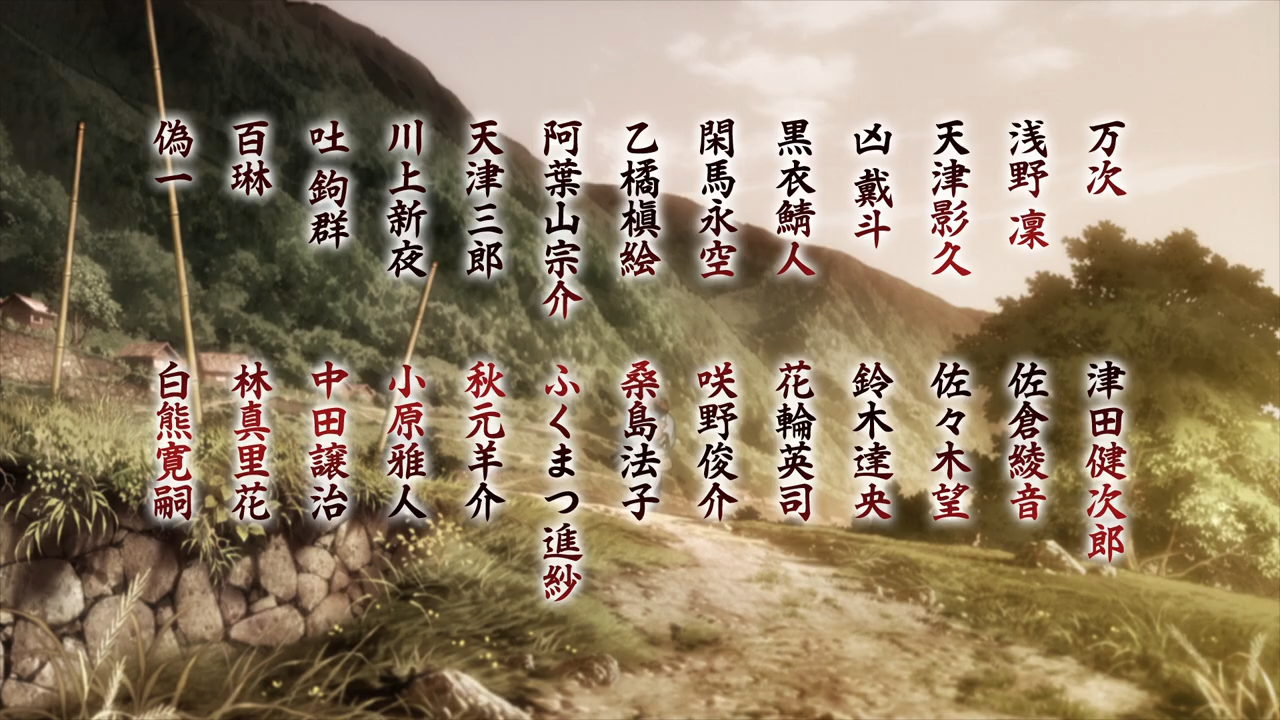 万次 津田健次郎
浅野 凜 佐倉綾音
天津影久 佐々木望
凶 戴斗 鈴木達央
黒衣鯖人 花輪英司
閑馬永空 咲野俊介
乙橘槇絵 桑島法子
阿葉山宗介 ふくまつ進紗
天津三郎 秋元羊介
川上新夜 小原雅人
吐 鉤群 中田譲治
百琳 林真里花
偽一 白熊寛嗣